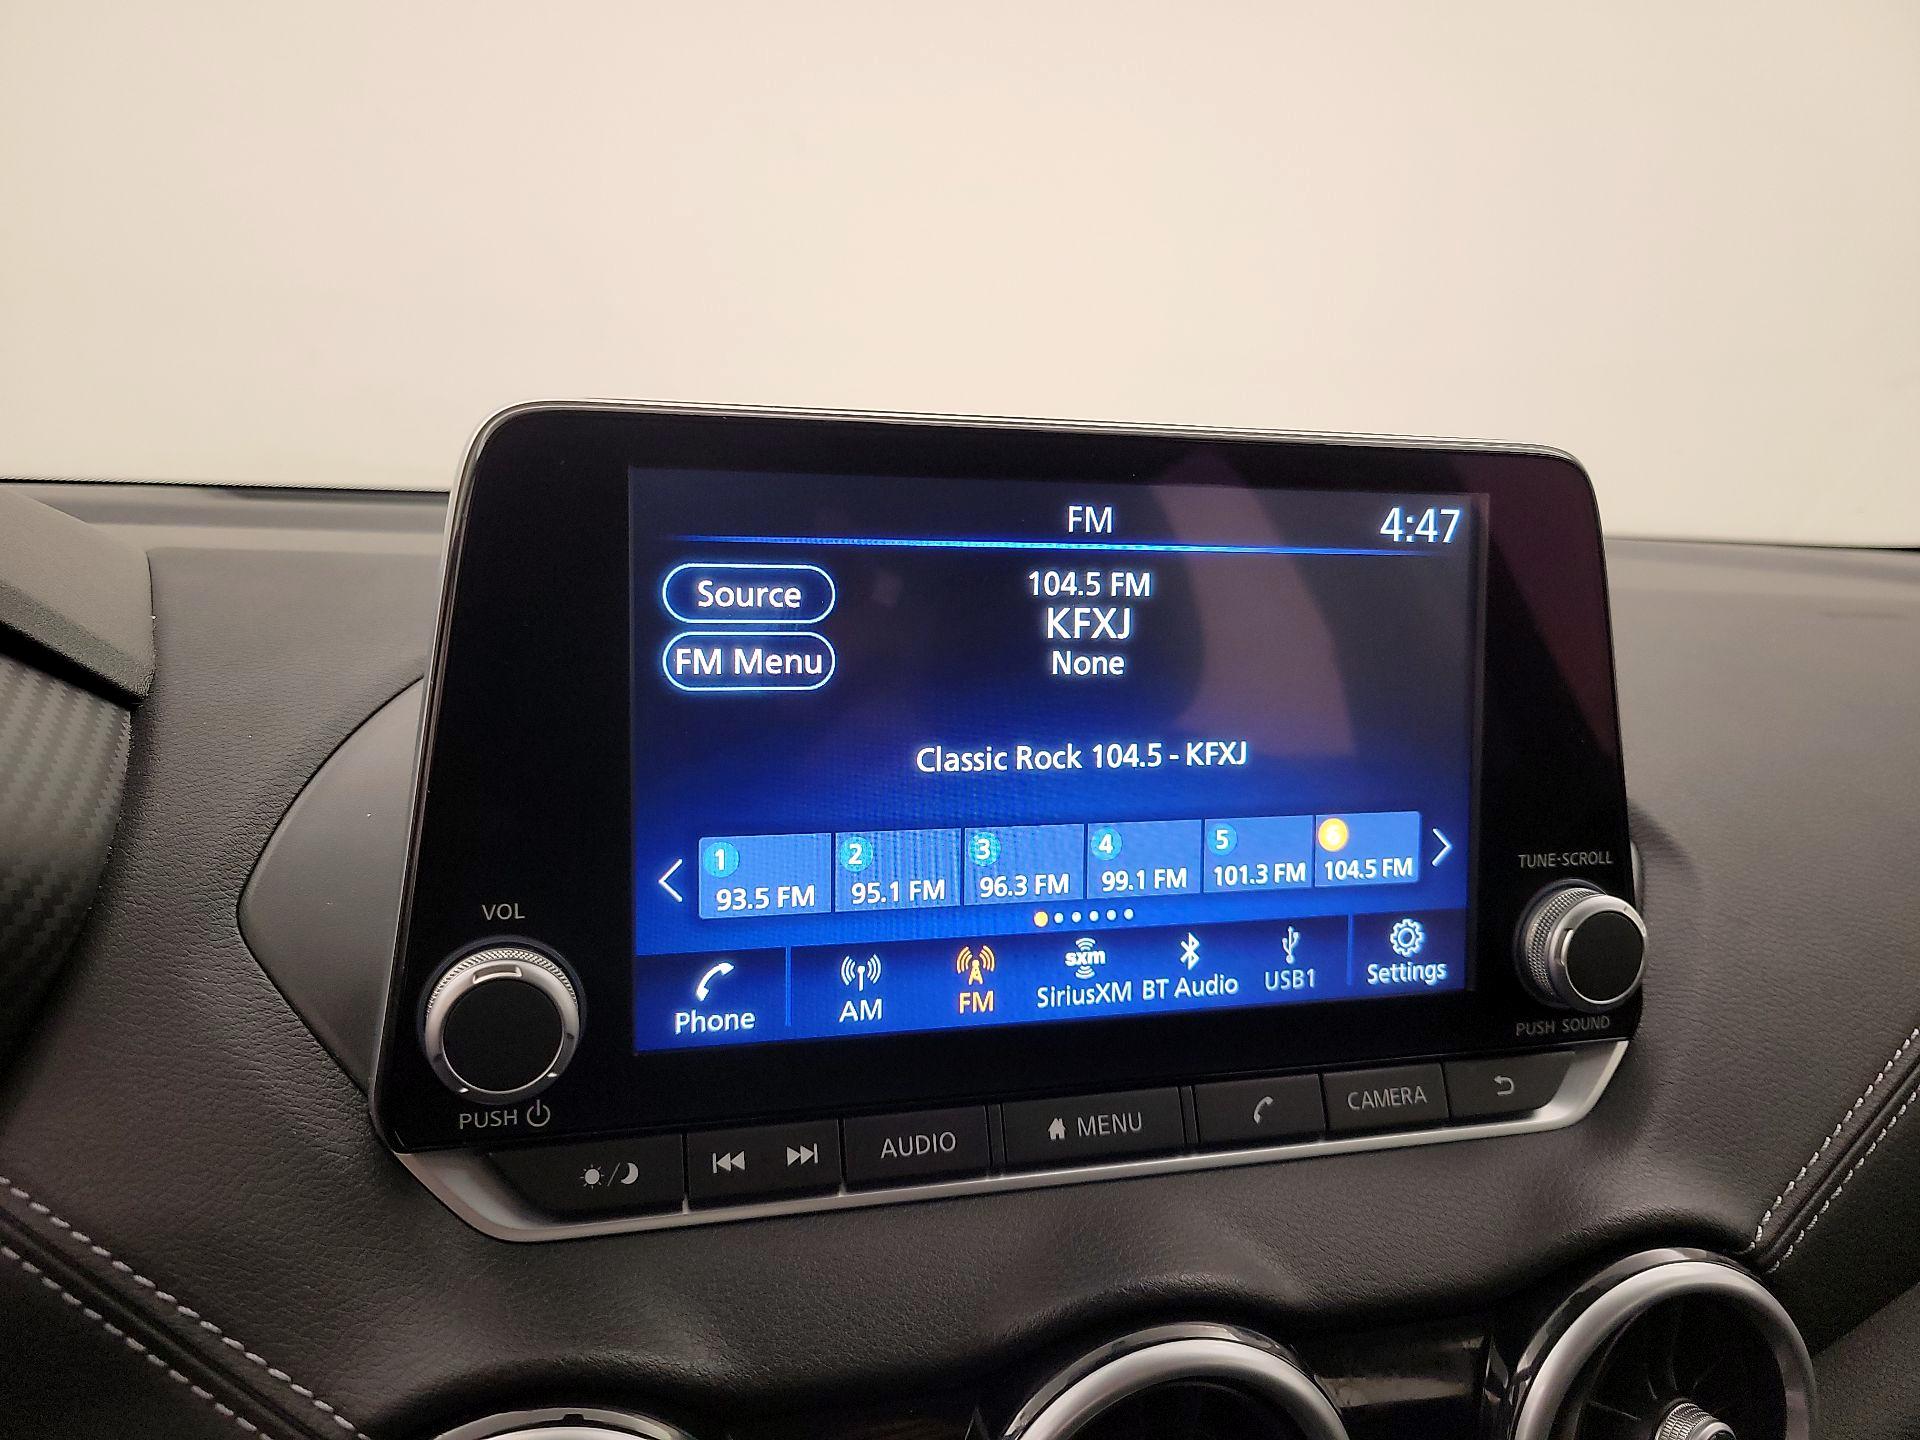 FM
4:47
Source
104.5 FM
KFXJ
FM Menu
None
Classic Rock 104.5 - KFXJ
1
2
3
4
5
6
93.5 FM
95.1 FM
96.3 FM
99.1 FM
101.3 FM
104.5 FM
Phone
AM
FM
sxm
SiriusXM
BT Audio
USB1
Settings
VOL
PUSH
TUNE·SCROLL
PUSH SOUND
AUDIO
MENU
CAMERA